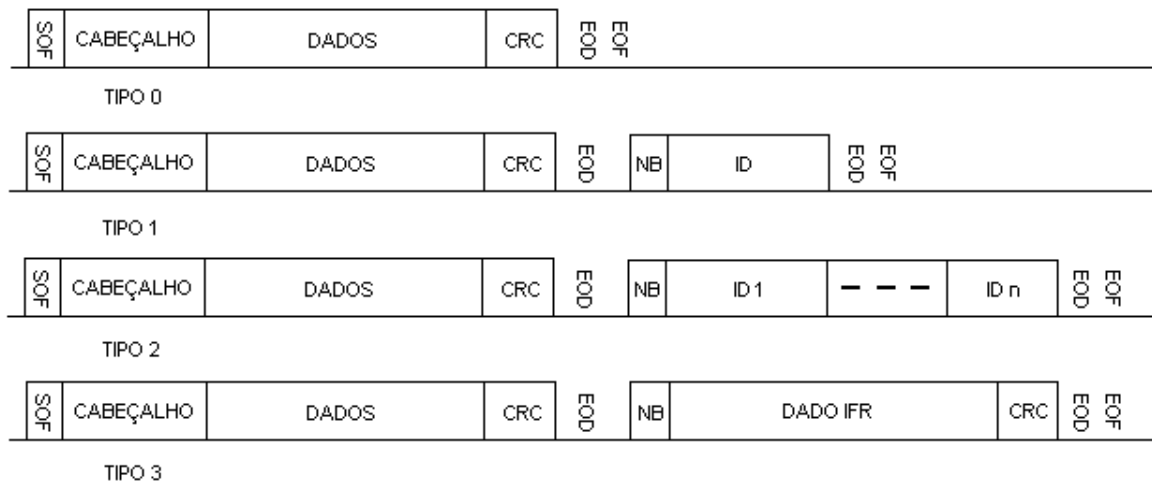 SOF CABEÇALHO DADOS CRC EOD EOF
TIPO 0
SOF CABEÇALHO DADOS CRC EOD NB ID EOD EOF
TIPO 1
SOF CABEÇALHO DADOS CRC EOD NB ID 1 — — — ID n EOD EOF
TIPO 2
SOF CABEÇALHO DADOS CRC EOD NB DADO IFR CRC EOD EOF
TIPO 3